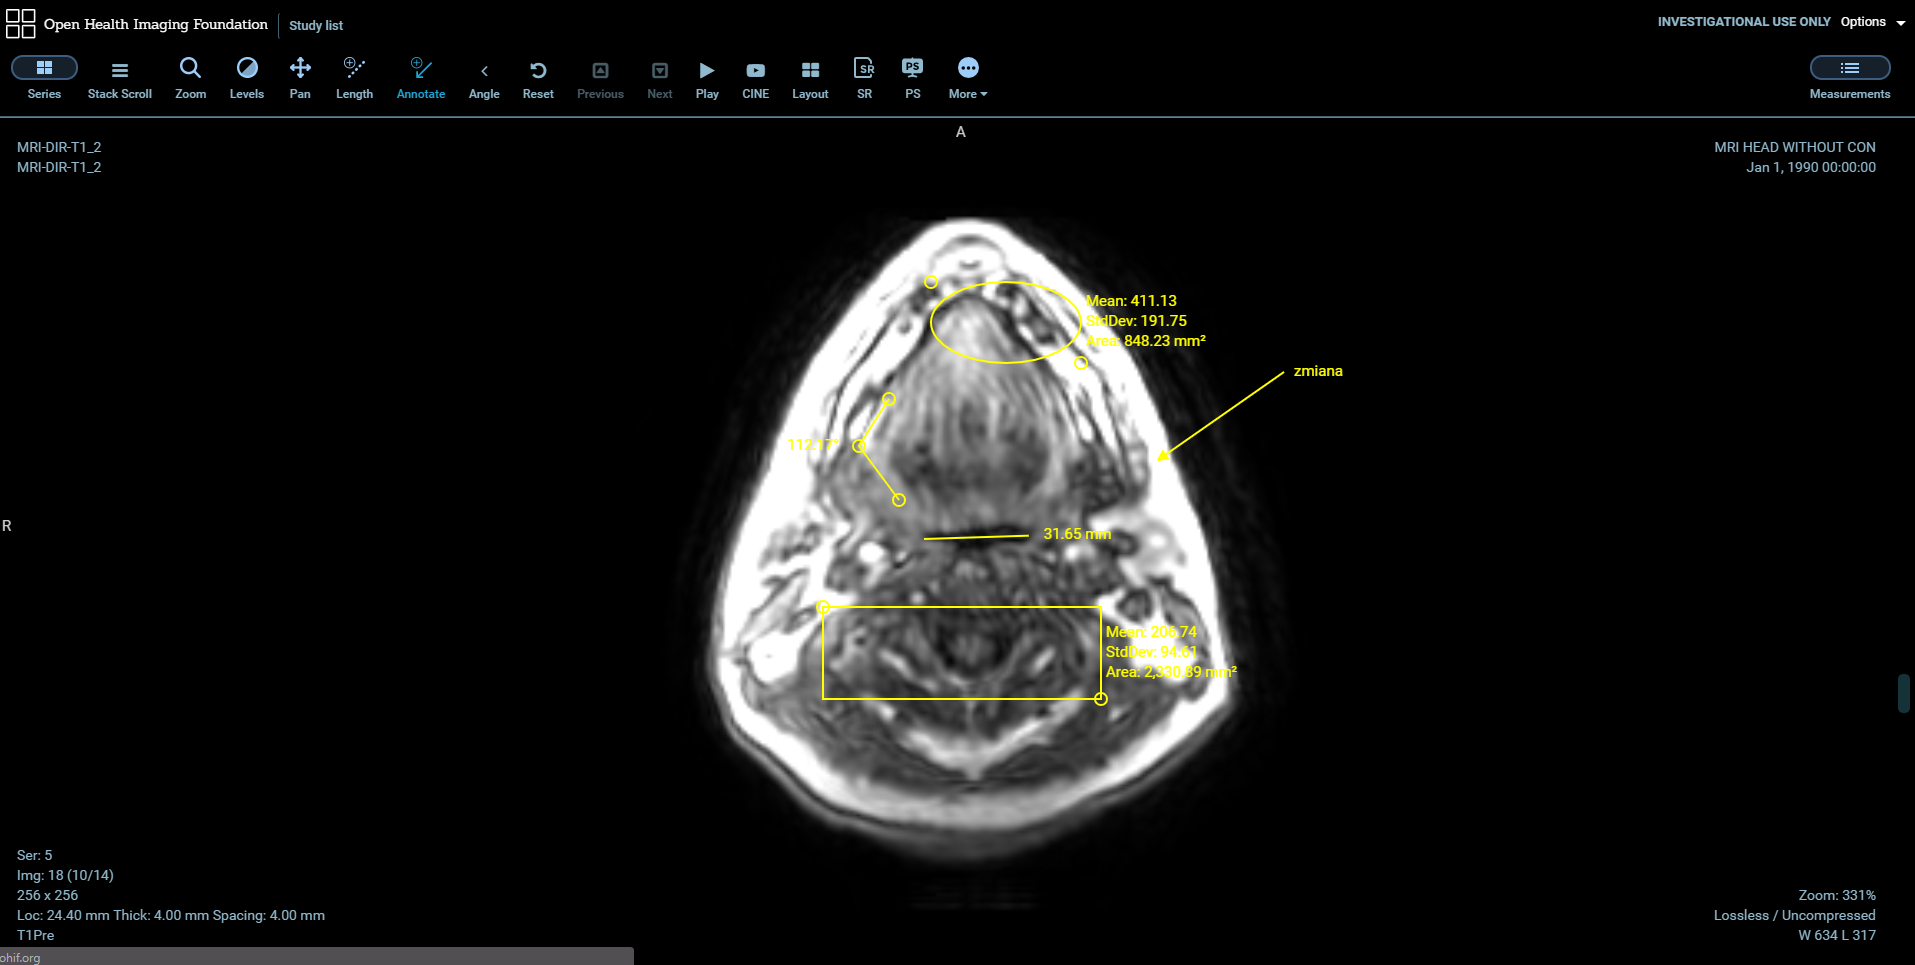 Open Health Imaging Foundation
Study list
INVESTIGATIONAL USE ONLY
Options
Series
Stack Scroll
Zoom
Levels
Pan
Length
Annotate
Angle
Reset
Previous
Next
Play
CINE
Layout
SR
SR
PS
PS
More
Measurements
A
MRI-DIR-T1_2
MRI-DIR-T1_2
MRI HEAD WITHOUT CON
Jan 1, 1990 00:00:00
Mean: 411.13
StdDev: 191.75
Area: 848.23 mm²
zmiana
112.17°
R
31.65 mm
Mean: 206.74
StdDev: 94.61
Area: 2,330.89 mm²
Ser: 5
Img: 18 (10/14)
256 x 256
Loc: 24.40 mm Thick: 4.00 mm Spacing: 4.00 mm
T1Pre
Zoom: 331%
Lossless / Uncompressed
W 634 L 317
ohif.org